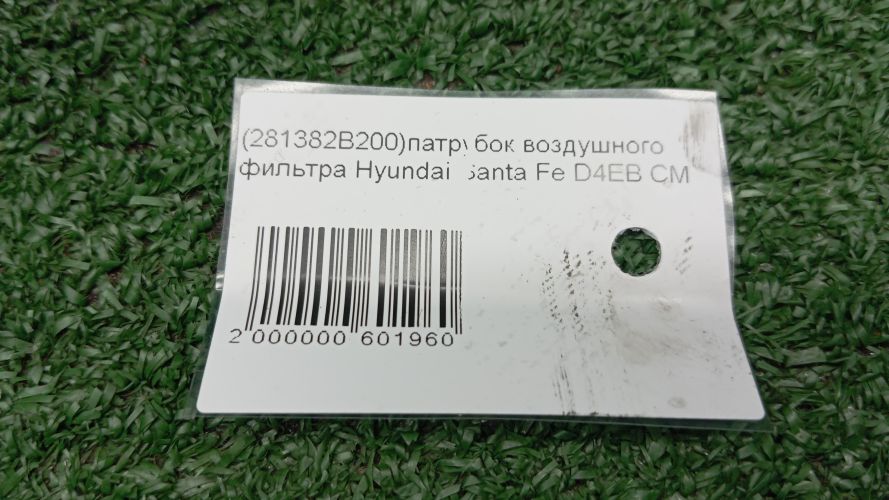 (281382B200)патрубок воздушного
фильтра Hyundai Santa Fe D4EB CM
2 000000 601960